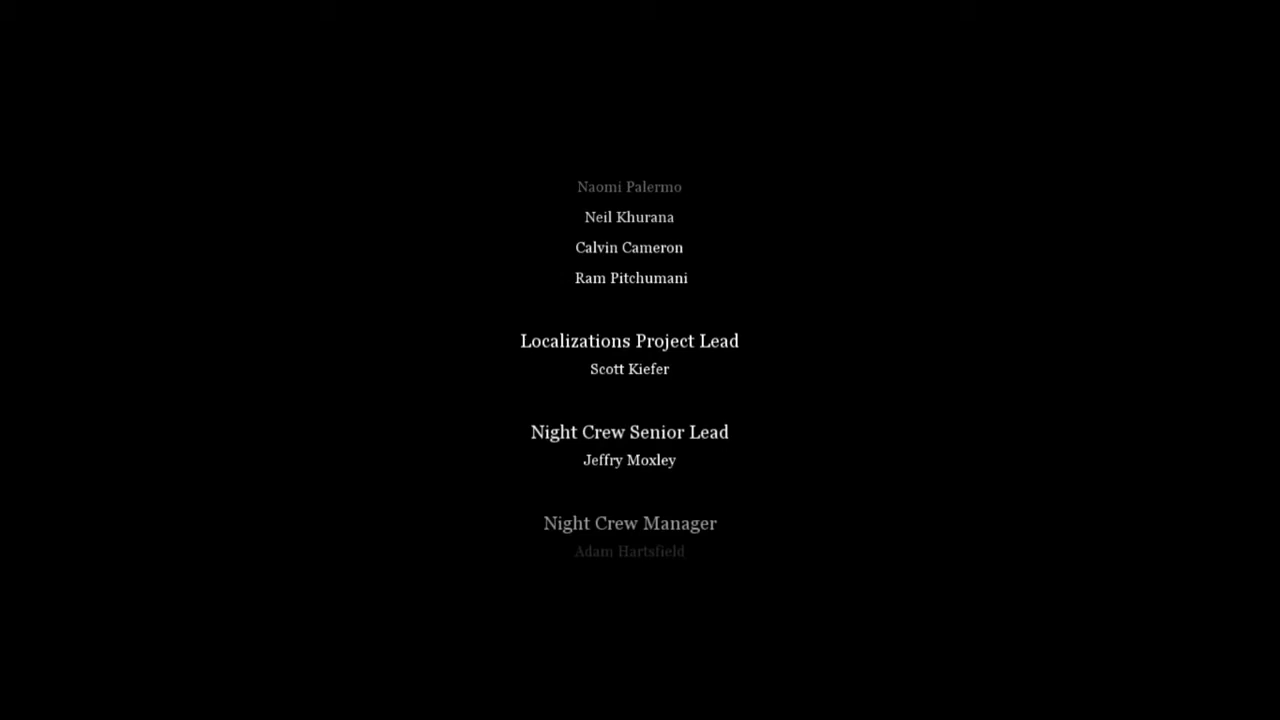 Naomi Palermo
Neil Khurana
Calvin Cameron
Ram Pitchumani
Localizations Project Lead
Scott Kiefer
Night Crew Senior Lead
Jeffry Moxley
Night Crew Manager
Adam Hartsfield